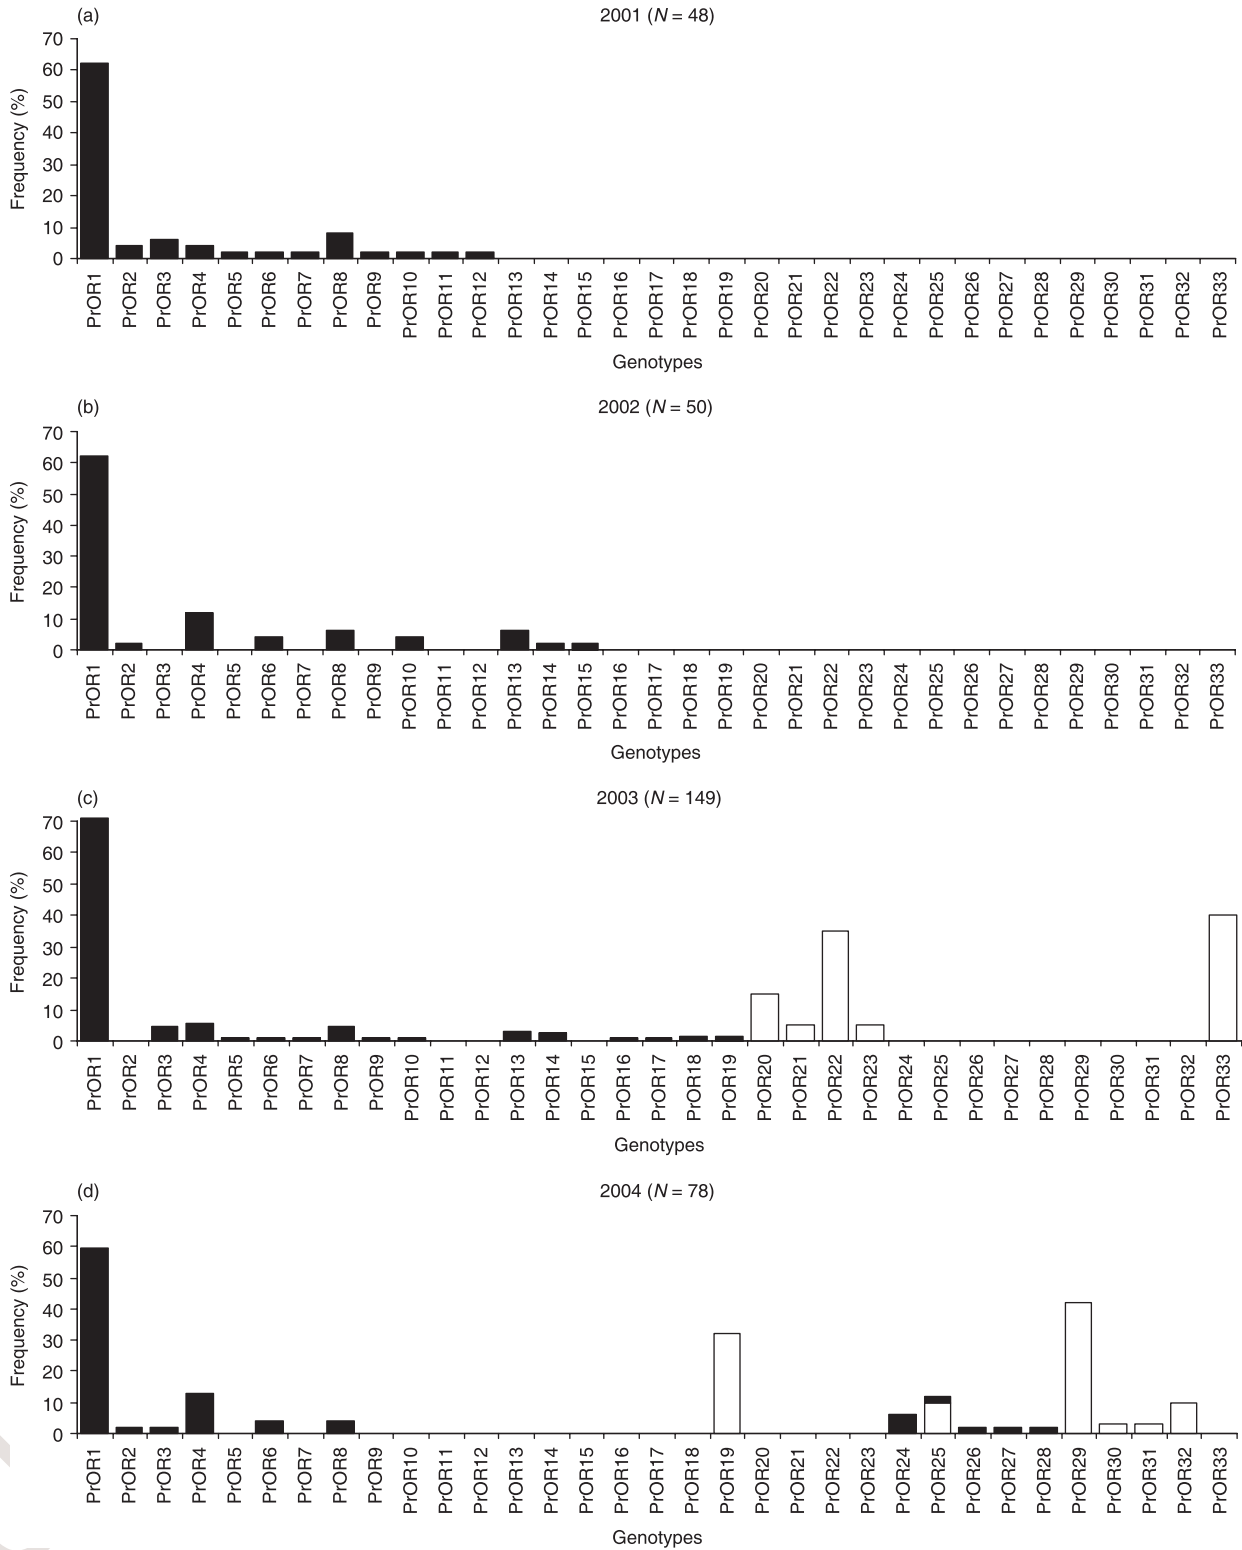 (a)
2001 (N = 48)
Frequency (%)
70
60
50
40
30
20
10
0
PrOR1 PrOR2 PrOR3 PrOR4 PrOR5 PrOR6 PrOR7 PrOR8 PrOR9 PrOR10 PrOR11 PrOR12 PrOR13 PrOR14 PrOR15 PrOR16 PrOR17 PrOR18 PrOR19 PrOR20 PrOR21 PrOR22 PrOR23 PrOR24 PrOR25 PrOR26 PrOR27 PrOR28 PrOR29 PrOR30 PrOR31 PrOR32 PrOR33
Genotypes
(b)
2002 (N = 50)
Frequency (%)
70
60
50
40
30
20
10
0
PrOR1 PrOR2 PrOR3 PrOR4 PrOR5 PrOR6 PrOR7 PrOR8 PrOR9 PrOR10 PrOR11 PrOR12 PrOR13 PrOR14 PrOR15 PrOR16 PrOR17 PrOR18 PrOR19 PrOR20 PrOR21 PrOR22 PrOR23 PrOR24 PrOR25 PrOR26 PrOR27 PrOR28 PrOR29 PrOR30 PrOR31 PrOR32 PrOR33
Genotypes
(c)
2003 (N = 149)
Frequency (%)
70
60
50
40
30
20
10
0
PrOR1 PrOR2 PrOR3 PrOR4 PrOR5 PrOR6 PrOR7 PrOR8 PrOR9 PrOR10 PrOR11 PrOR12 PrOR13 PrOR14 PrOR15 PrOR16 PrOR17 PrOR18 PrOR19 PrOR20 PrOR21 PrOR22 PrOR23 PrOR24 PrOR25 PrOR26 PrOR27 PrOR28 PrOR29 PrOR30 PrOR31 PrOR32 PrOR33
Genotypes
(d)
2004 (N = 78)
Frequency (%)
70
60
50
40
30
20
10
0
PrOR1 PrOR2 PrOR3 PrOR4 PrOR5 PrOR6 PrOR7 PrOR8 PrOR9 PrOR10 PrOR11 PrOR12 PrOR13 PrOR14 PrOR15 PrOR16 PrOR17 PrOR18 PrOR19 PrOR20 PrOR21 PrOR22 PrOR23 PrOR24 PrOR25 PrOR26 PrOR27 PrOR28 PrOR29 PrOR30 PrOR31 PrOR32 PrOR33
Genotypes